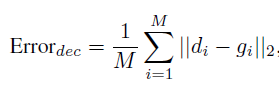 Error_{dec} = \frac{1}{M} \sum_{i=1}^{M} ||d_i - g_i||_2,